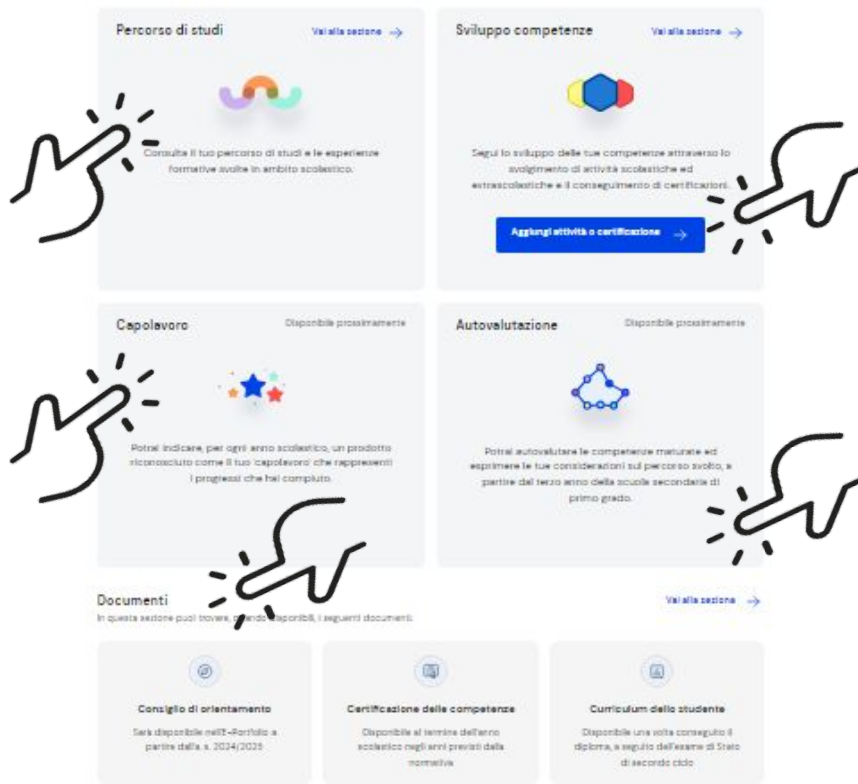 Percorso di studi
Vai alla sezione
Consulta il tuo percorso di studi e le esperienze
formative svolte in ambito scolastico.
Sviluppo competenze
Vai alla sezione
Segui lo sviluppo delle tue competenze attraverso lo
svolgimento di attività scolastiche ed
extrascolastiche e il conseguimento di certificazioni.
Aggiungi attività o certificazione
Capolavoro
Disponibile prossimamente
Potrai indicare, per ogni anno scolastico, un prodotto
riconosciuto come il tuo 'capolavoro' che rappresenti
i progressi che hai compiuto.
Autovalutazione
Disponibile prossimamente
Potrai autovalutare le competenze maturate ed
esprimere le tue considerazioni sul percorso svolto, a
partire dal terzo anno della scuola secondaria di
primo grado.
Documenti
Vai alla sezione
In questa sezione puoi trovare, quando disponibili, i seguenti documenti.
Consiglio di orientamento
Sarà disponibile nell'E-Portfolio a
partire dall'a. s. 2024/2025
Certificazione delle competenze
Disponibile al termine dell'anno
scolastico negli anni previsti dalla
normativa
Curriculum dello studente
Disponibile una volta conseguito il
diploma, a seguito dell'esame di Stato
di secondo ciclo